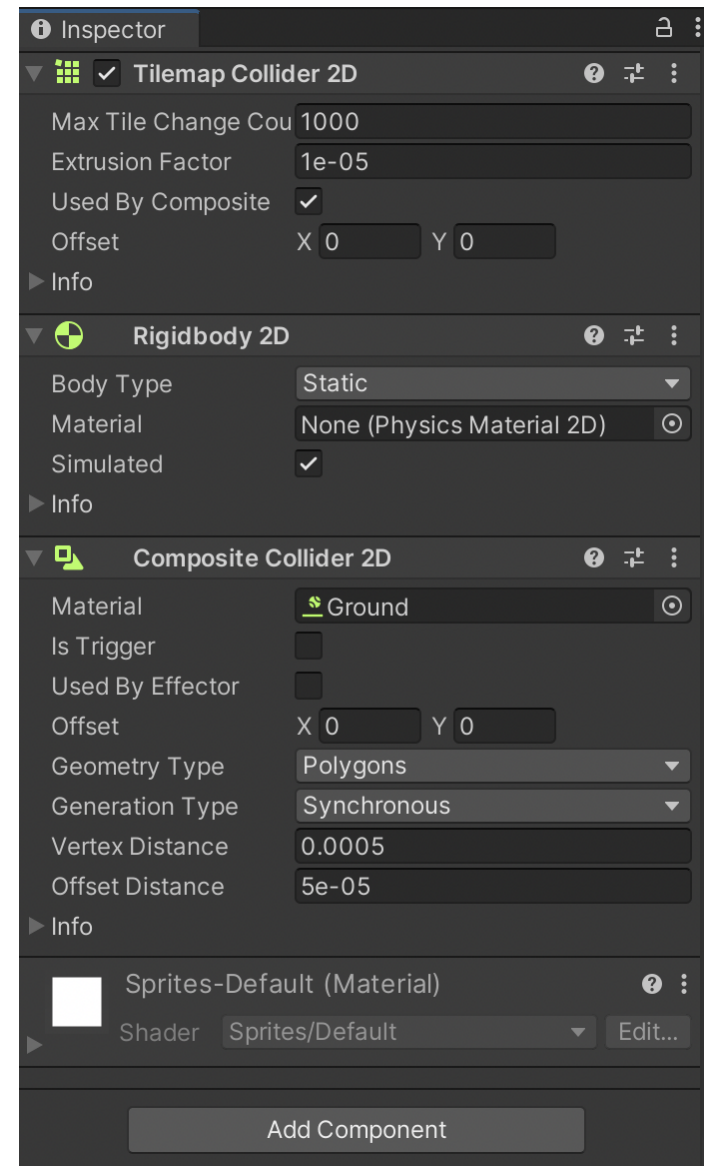 Inspector
Tilemap Collider 2D
Max Tile Change Cou 1000
Extrusion Factor 1e-05
Used By Composite
Offset X 0 Y 0
Info
Rigidbody 2D
Body Type Static
Material None (Physics Material 2D)
Simulated
Info
Composite Collider 2D
Material Ground
Is Trigger
Used By Effector
Offset X 0 Y 0
Geometry Type Polygons
Generation Type Synchronous
Vertex Distance 0.0005
Offset Distance 5e-05
Info
Sprites-Default (Material)
Shader Sprites/Default Edit...
Add Component